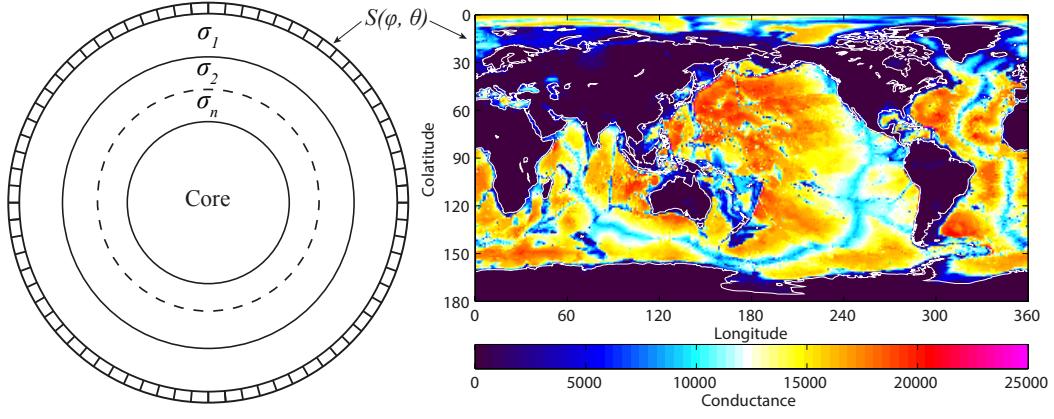 S(φ, θ)
σ1
σ2
σn
Core
Colatitude
0
30
60
90
120
150
180
0 60 120 180 240 300 360
Longitude
0 5000 10000 15000 20000 25000
Conductance